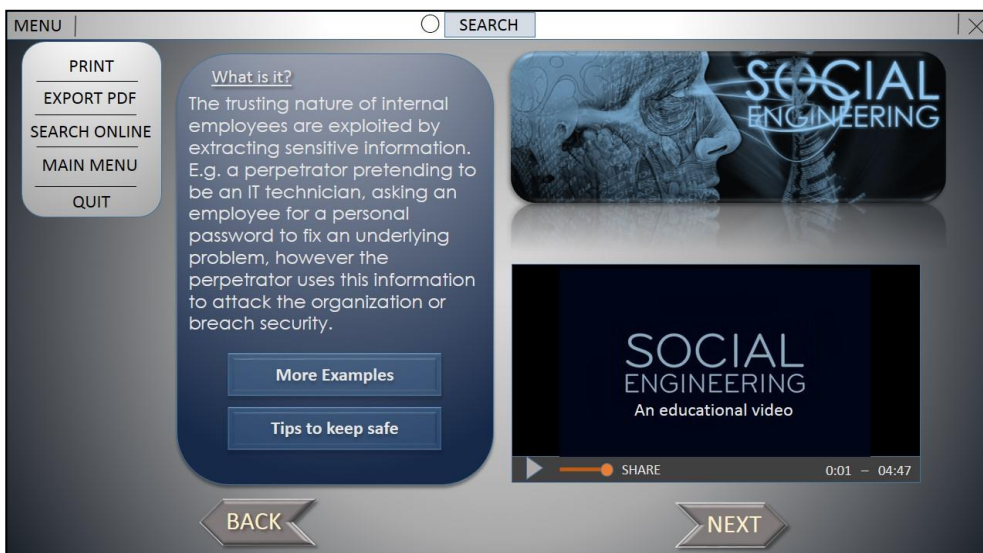 MENU
SEARCH
PRINT
EXPORT PDF
SEARCH ONLINE
MAIN MENU
QUIT
What is it?
The trusting nature of internal
employees are exploited by
extracting sensitive information.
E.g. a perpetrator pretending to
be an IT technician, asking an
employee for a personal
password to fix an underlying
problem, however the
perpetrator uses this information
to attack the organization or
breach security.
More Examples
Tips to keep safe
SOCIAL
ENGINEERING
SOCIAL
ENGINEERING
An educational video
SHARE 0:01 – 04:47
BACK
NEXT